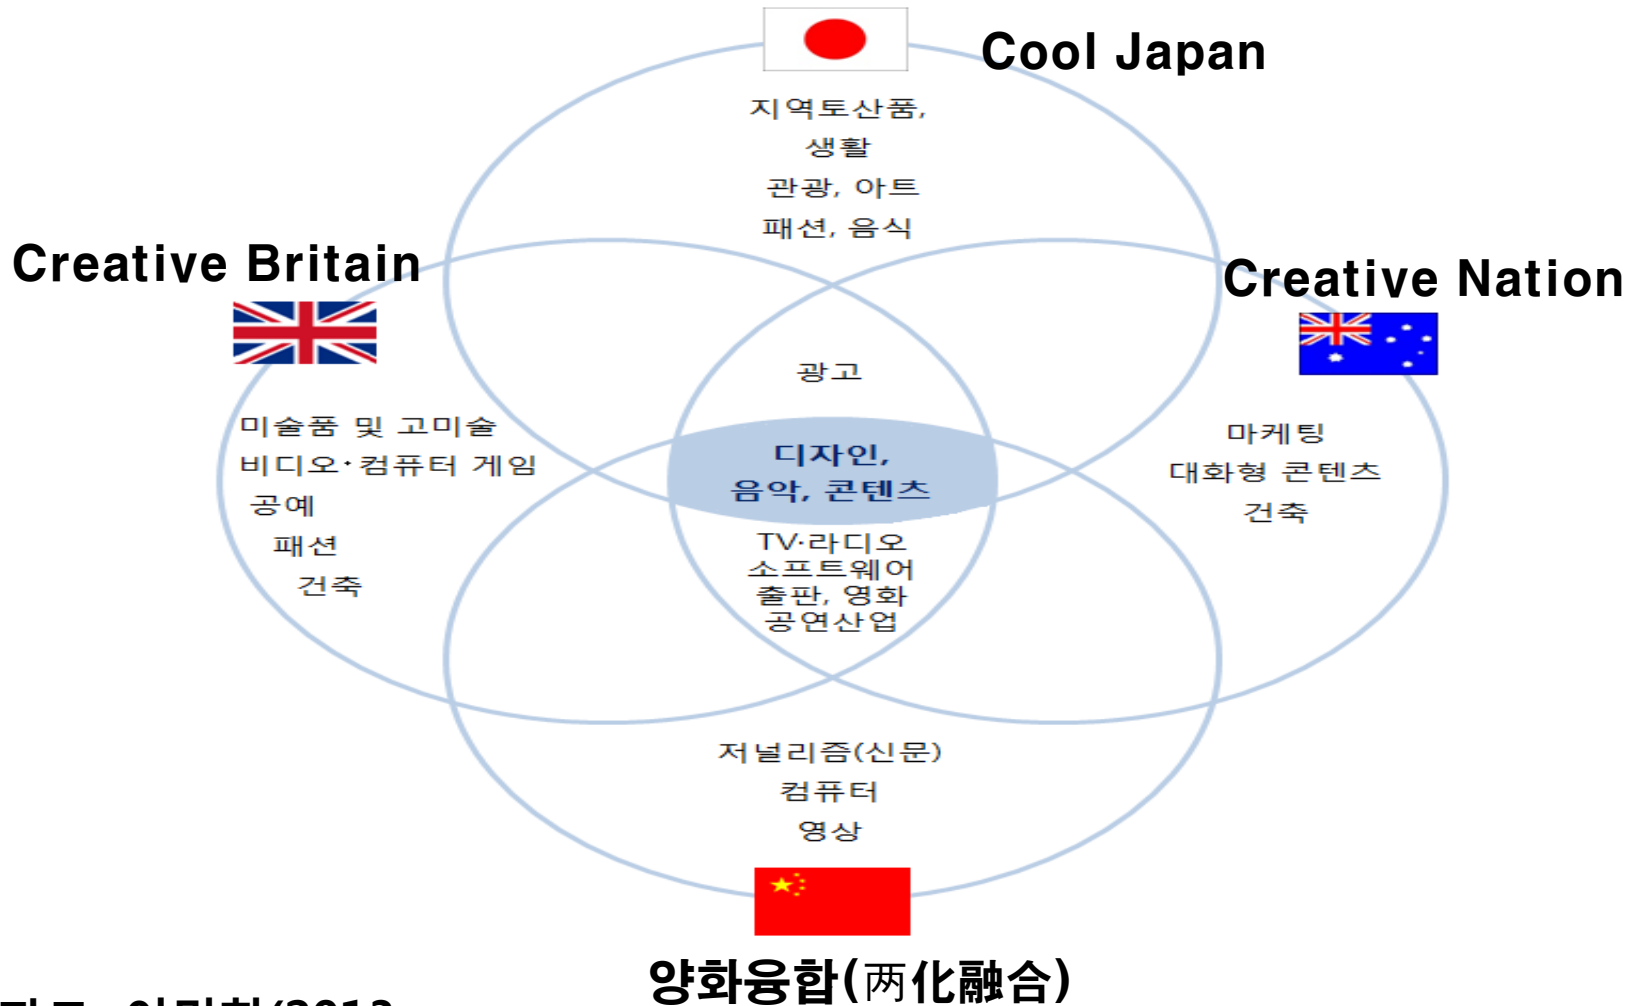 Cool Japan
지역토산품,
생활
관광, 아트
패션, 음식
Creative Britain
Creative Nation
광고
미술품 및 고미술
비디오·컴퓨터 게임
공예
패션
건축
디자인,
음악, 콘텐츠
마케팅
대화형 콘텐츠
건축
TV·라디오
소프트웨어
출판, 영화
공연산업
저널리즘(신문)
컴퓨터
영상
양화융합(两化融合)